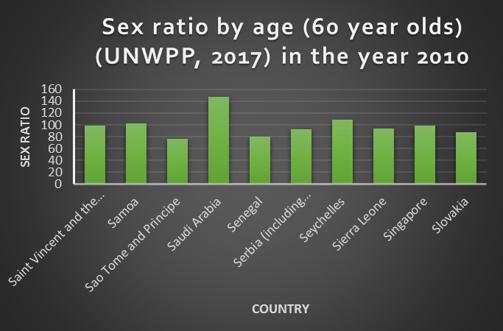 Sex ratio by age (60 year olds)
(UNWPP, 2017) in the year 2010
160
140
120
100
80
60
40
20
0
SEX RATIO
Saint Vincent and the...
Samoa
Sao Tome and Principe
Saudi Arabia
Senegal
Serbia (including...
Seychelles
Sierra Leone
Singapore
Slovakia
COUNTRY